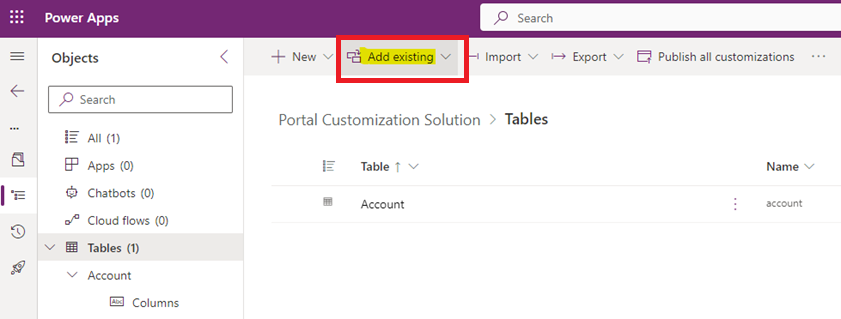 Power Apps
Search
Objects
New
Add existing
Import
Export
Publish all customizations
...
Search
All (1)
Apps (0)
Chatbots (0)
Cloud flows (0)
Tables (1)
Account
Abc Columns
Portal Customization Solution > Tables
Table ↑ Name
Account account